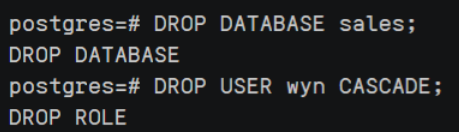 postgres=# DROP DATABASE sales;
DROP DATABASE
postgres=# DROP USER wyn CASCADE;
DROP ROLE